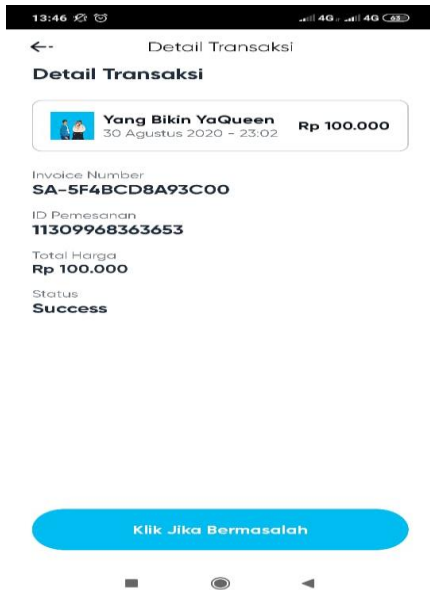 13:46 4G 4G 63
Detail Transaksi
Detail Transaksi
Yang Bikin YaQueen
30 Agustus 2020 - 23:02
Rp 100.000
Invoice Number
SA-5F4BCD8A93C00
ID Pemesanan
11309968363653
Total Harga
Rp 100.000
Status
Success
Klik Jika Bermasalah